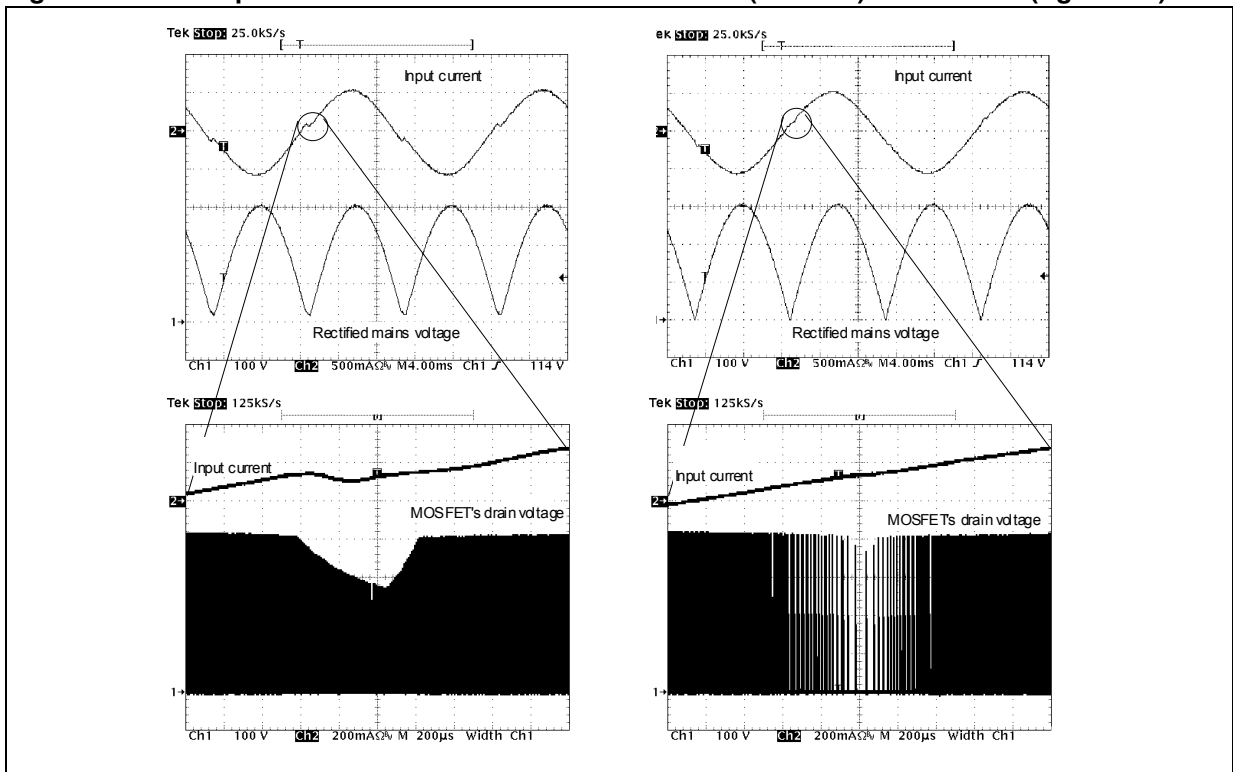 Tek Stop: 25.0kS/s
[ T ]
Input current
2→
T
T
1→
Rectified mains voltage
Ch1 100 V Ch2 500mAΩ∿ M4.00ms Ch1 ƒ 114 V
ek Stop: 25.0kS/s
[ T ]
Input current
T
T
Rectified mains voltage
Ch1 100 V Ch2 500mAΩ∿ M4.00ms Ch1 ƒ 114 V
Tek Stop: 125kS/s
T
Input current
2→
MOSFET's drain voltage
1→
Ch1 100 V Ch2 200mAΩ∿ M 200µs Width Ch1
Tek Stop: 125kS/s
T
Input current
2→
MOSFET's drain voltage
1→
Ch1 100 V Ch2 200mAΩ∿ M 200µs Width Ch1